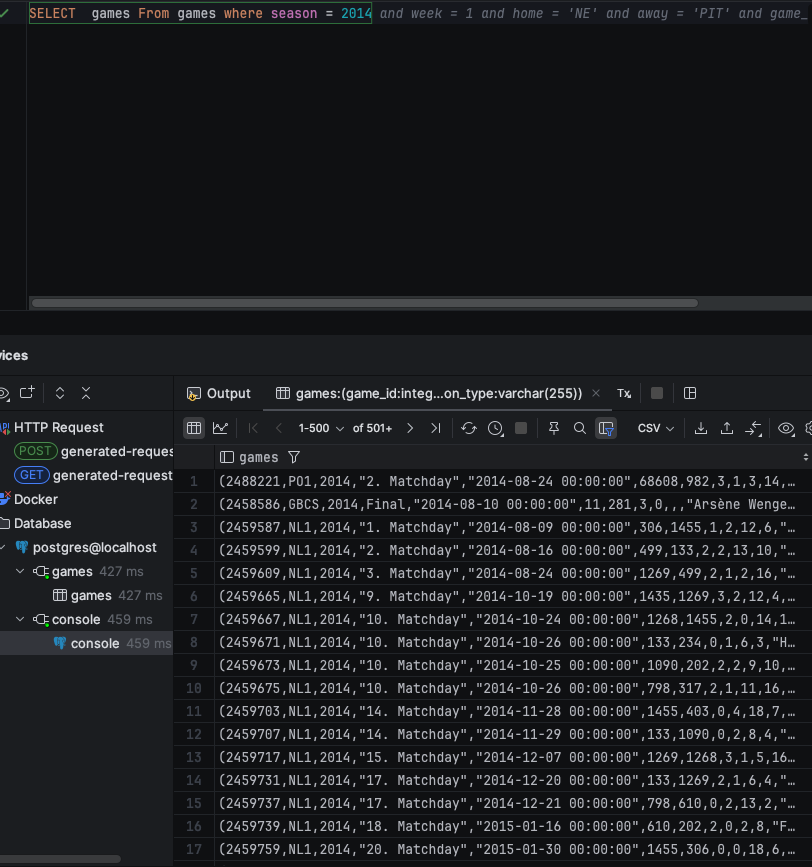 SELECT  games From games where season = 2014 and week = 1 and home = 'NE' and away = 'PIT' and game_
vices
Output games:(game_id:integ...on_type:varchar(255)) × Tx
1-500 of 501+ CSV
games
HTTP Request
POST generated-reques
GET generated-request
Docker
Database
postgres@localhost
games 427 ms
games 427 ms
console 459 ms
console 459 ms
1 (2488221,PO1,2014,"2. Matchday","2014-08-24 00:00:00",68608,982,3,1,3,14,…
2 (2458586,GBCS,2014,Final,"2014-08-10 00:00:00",11,281,3,0,,,"Arsène Wenge…
3 (2459587,NL1,2014,"1. Matchday","2014-08-09 00:00:00",306,1455,1,2,12,6,"…
4 (2459599,NL1,2014,"2. Matchday","2014-08-16 00:00:00",499,133,2,2,13,10,"…
5 (2459609,NL1,2014,"3. Matchday","2014-08-24 00:00:00",1269,499,2,1,2,16,"…
6 (2459665,NL1,2014,"9. Matchday","2014-10-19 00:00:00",1435,1269,3,2,12,4,…
7 (2459667,NL1,2014,"10. Matchday","2014-10-24 00:00:00",1268,1455,2,0,14,1…
8 (2459671,NL1,2014,"10. Matchday","2014-10-26 00:00:00",133,234,0,1,6,3,"H…
9 (2459673,NL1,2014,"10. Matchday","2014-10-25 00:00:00",1090,202,2,2,9,10,…
10 (2459675,NL1,2014,"10. Matchday","2014-10-26 00:00:00",798,317,2,1,11,16,…
11 (2459703,NL1,2014,"14. Matchday","2014-11-28 00:00:00",1455,403,0,4,18,7,…
12 (2459707,NL1,2014,"14. Matchday","2014-11-29 00:00:00",133,1090,0,2,8,4,"…
13 (2459717,NL1,2014,"15. Matchday","2014-12-07 00:00:00",1269,1268,3,1,5,16…
14 (2459731,NL1,2014,"17. Matchday","2014-12-20 00:00:00",133,1269,2,1,6,4,"…
15 (2459737,NL1,2014,"17. Matchday","2014-12-21 00:00:00",798,610,0,2,13,2,"…
16 (2459739,NL1,2014,"18. Matchday","2015-01-16 00:00:00",610,202,2,0,2,8,"F…
17 (2459759,NL1,2014,"20. Matchday","2015-01-30 00:00:00",1455,306,0,0,18,6,…